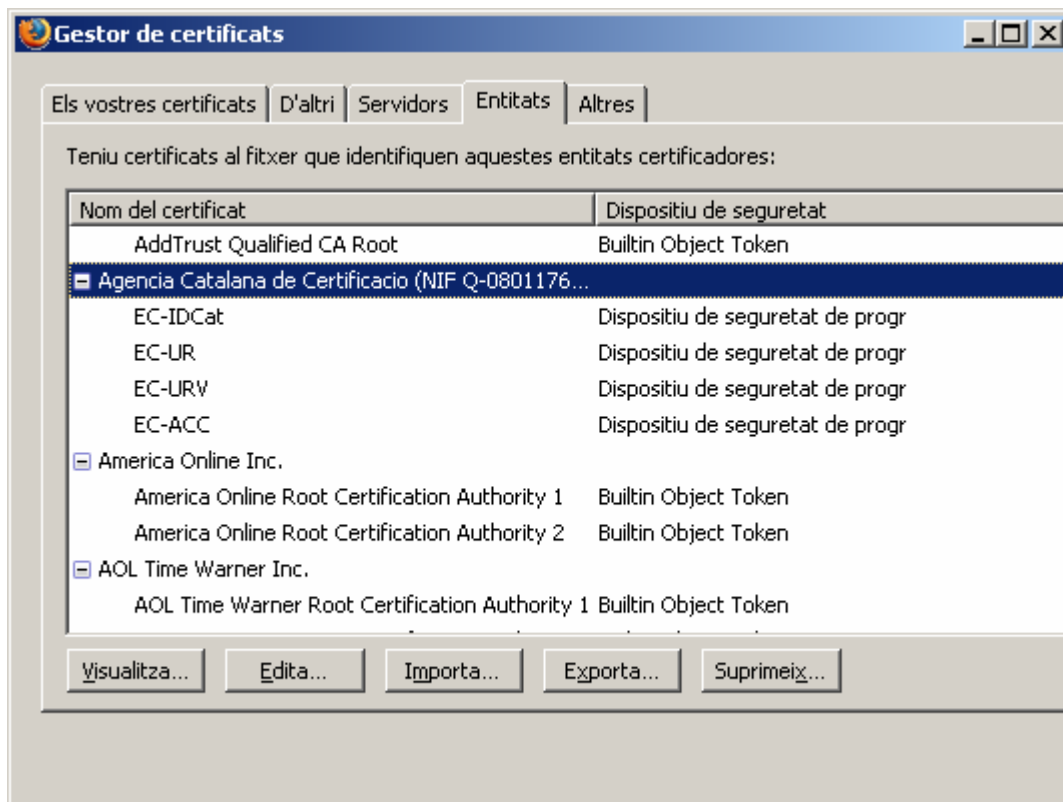 Gestor de certificats
Els vostres certificats D'altri Servidors Entitats Altres
Teniu certificats al fitxer que identifiquen aquestes entitats certificadores:
Nom del certificat Dispositiu de seguretat
AddTrust Qualified CA Root Builtin Object Token
Agencia Catalana de Certificacio (NIF Q-0801176...
EC-IDCat Dispositiu de seguretat de progr
EC-UR Dispositiu de seguretat de progr
EC-URV Dispositiu de seguretat de progr
EC-ACC Dispositiu de seguretat de progr
America Online Inc.
America Online Root Certification Authority 1 Builtin Object Token
America Online Root Certification Authority 2 Builtin Object Token
AOL Time Warner Inc.
AOL Time Warner Root Certification Authority 1 Builtin Object Token
Visualitza... Edita... Importa... Exporta... Suprimeix...